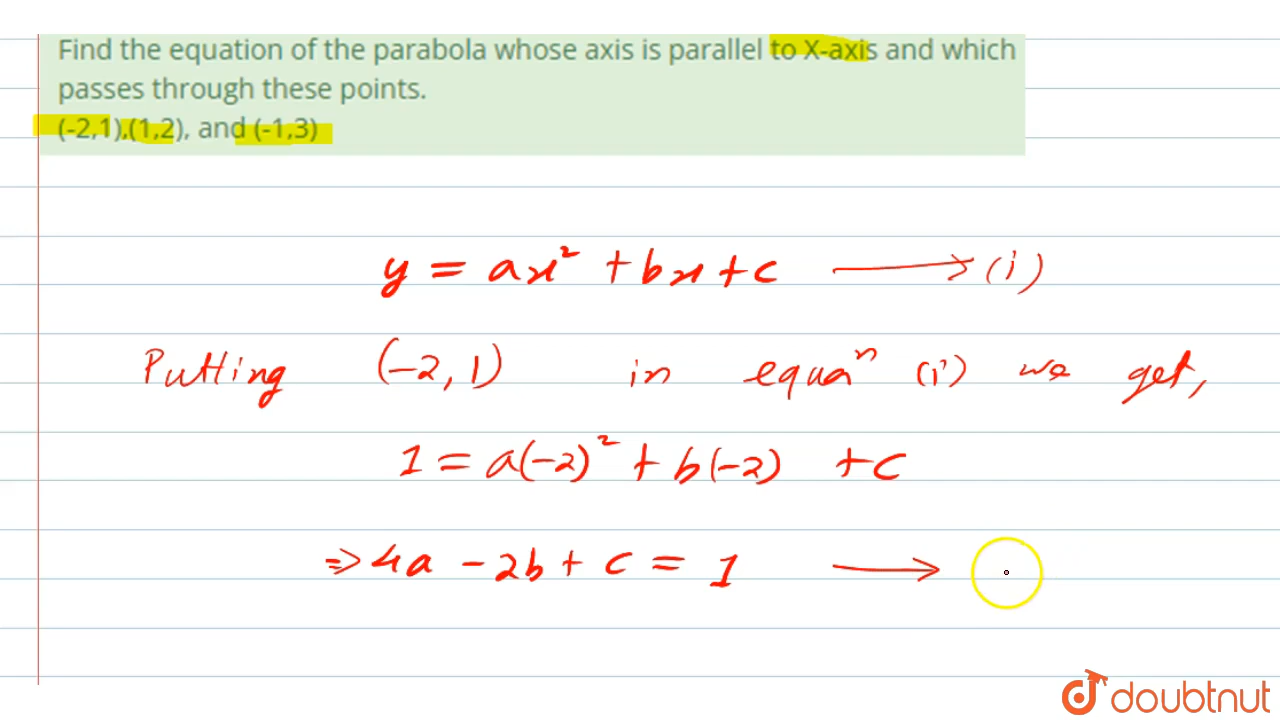 Find the equation of the parabola whose axis is parallel to X-axis and which
passes through these points.
(-2,1),(1,2), and (-1,3)
y = ax² + bx + c ⟶ (i)
Putting (-2, 1) in equaⁿ (i) we get,
1 = a(-2)² + b(-2) + c
⇒ 4a - 2b + c = 1 ⟶
doubtnut